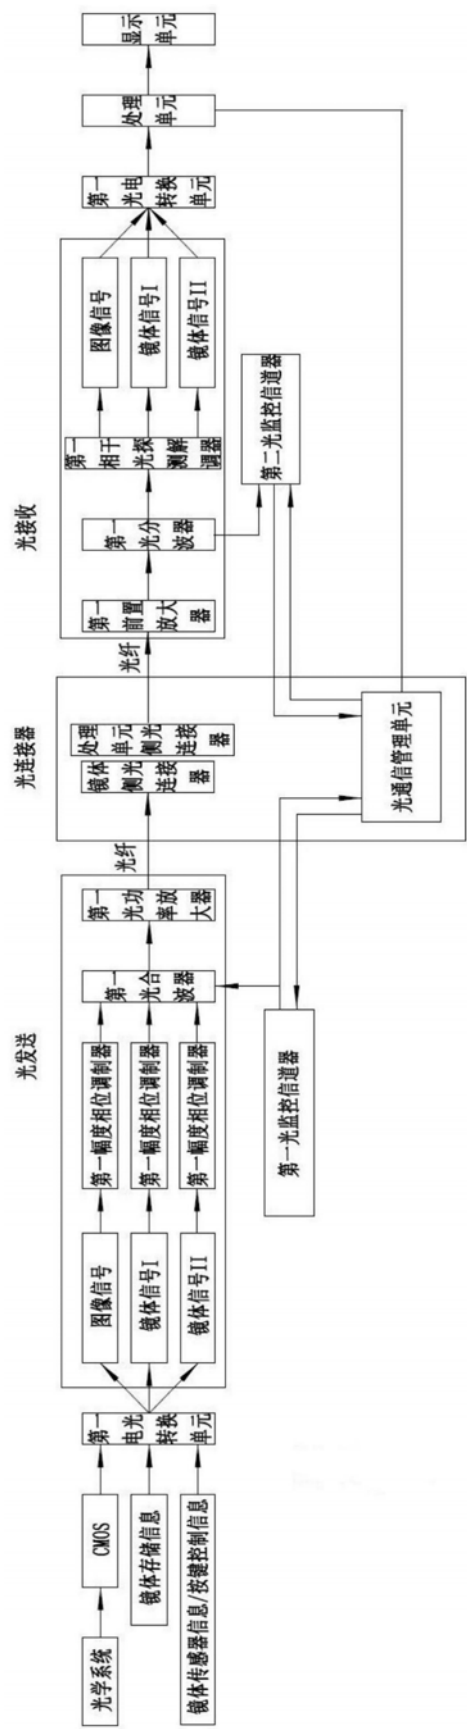 光发送
光连接器
光接收
光学系统
CMOS
镜体存储信息
镜体传感器信息/按键控制信息
第一
电光
转换
单元
图像信号
镜体信号I
镜体信号II
第一幅度相位调制器
第一幅度相位调制器
第一幅度相位调制器
第一
光合
波器
第一
光功
率放
大器
光纤
镜体
侧光
连接
器
处理
单元
侧光
连接
器
光纤
第一
前置
放大
器
第一
光分
波器
第一
相干
光探
测解
调器
图像信号
镜体信号I
镜体信号II
第一
光电
转换
单元
处理
单元
显示
单元
第一光监控信道器
光通信管理单元
第二光监控信道器